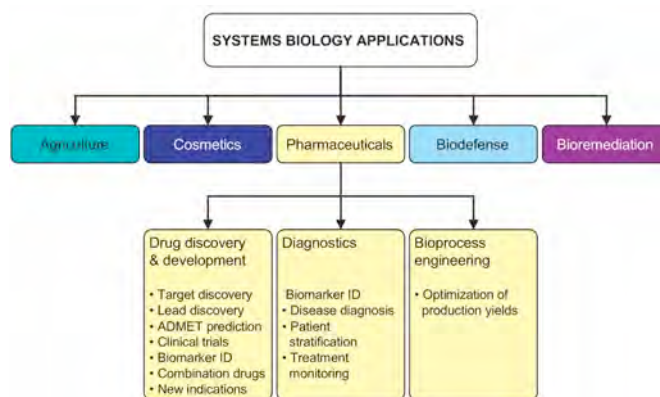 SYSTEMS BIOLOGY APPLICATIONS
Agriculture
Cosmetics
Pharmaceuticals
Biodefense
Bioremediation
Drug discovery
& development
• Target discovery
• Lead discovery
• ADMET prediction
• Clinical trials
• Biomarker ID
• Combination drugs
• New indications
Diagnostics
Biomarker ID
• Disease diagnosis
• Patient
stratification
• Treatment
monitoring
Bioprocess
engineering
• Optimization of
production yields